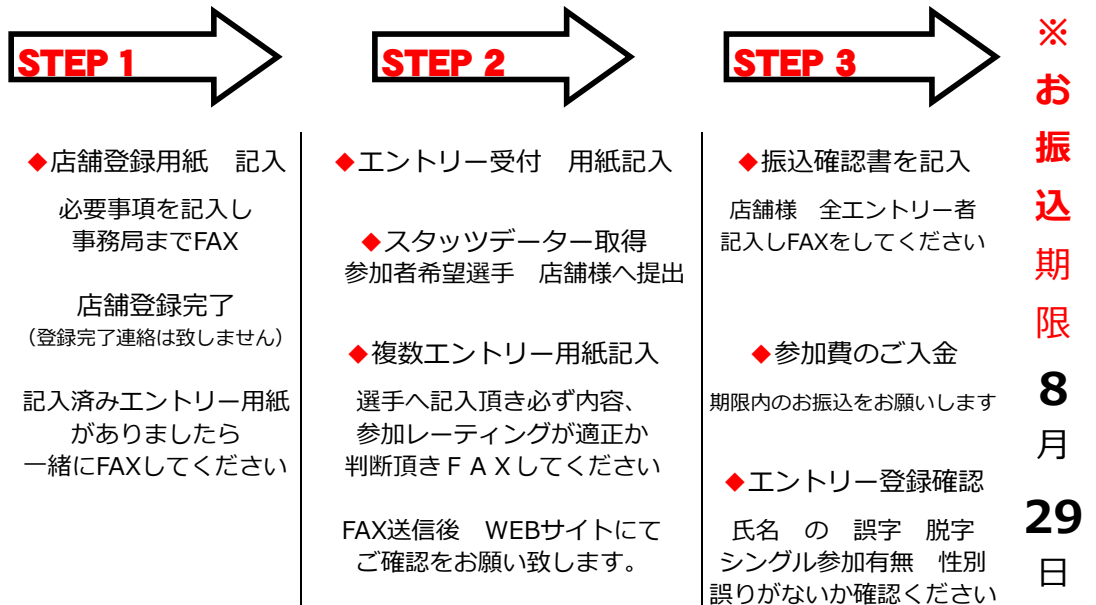 STEP 1
◆店舗登録用紙　記入
必要事項を記入し
事務局までFAX
店舗登録完了
（登録完了連絡は致しません）
記入済みエントリー用紙
がありましたら
一緒にFAXしてください
STEP 2
◆エントリー受付　用紙記入
◆スタッツデーター取得
参加者希望選手　店舗様へ提出
◆複数エントリー用紙記入
選手へ記入頂き必ず内容、
参加レーティングが適正か
判断頂きＦＡＸしてください
FAX送信後　WEBサイトにて
ご確認をお願い致します。
STEP 3
◆振込確認書を記入
店舗様　全エントリー者
記入しFAXをしてください
◆参加費のご入金
期限内のお振込をお願いします
◆エントリー登録確認
氏名　の　誤字　脱字
シングル参加有無　性別
誤りがないか確認ください
※お振込期限8月29日